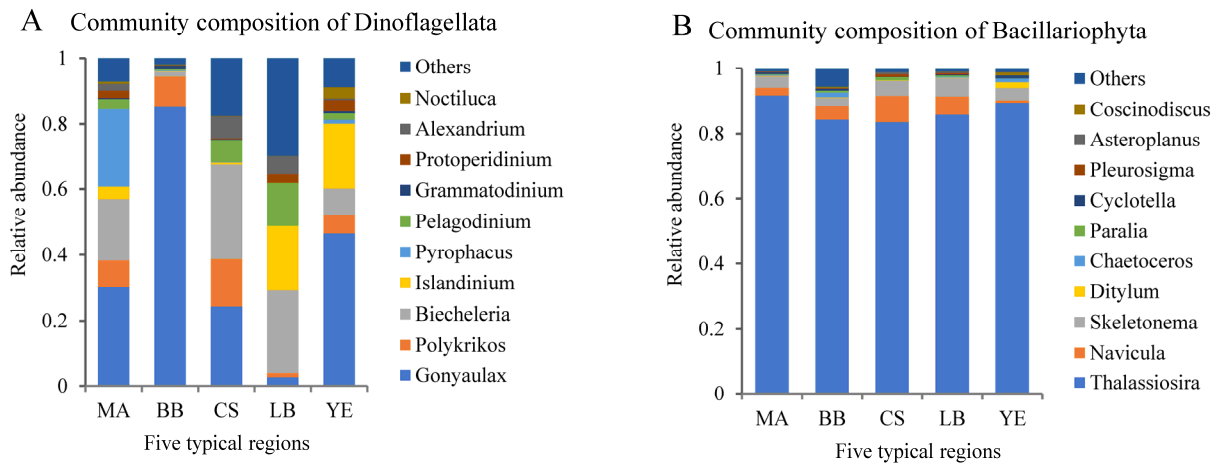 A Community composition of Dinoflagellata
Relative abundance
1
0.8
0.6
0.4
0.2
0
MA BB CS LB YE
Five typical regions
Others
Noctiluca
Alexandrium
Protoperidinium
Grammatodinium
Pelagodinium
Pyrophacus
Islandinium
Biecheleria
Polykrikos
Gonyaulax
B Community composition of Bacillariophyta
Relative abundance
1
0.8
0.6
0.4
0.2
0
MA BB CS LB YE
Five typical regions
Others
Coscinodiscus
Asteroplanus
Pleurosigma
Cyclotella
Paralia
Chaetoceros
Ditylum
Skeletonema
Navicula
Thalassiosira